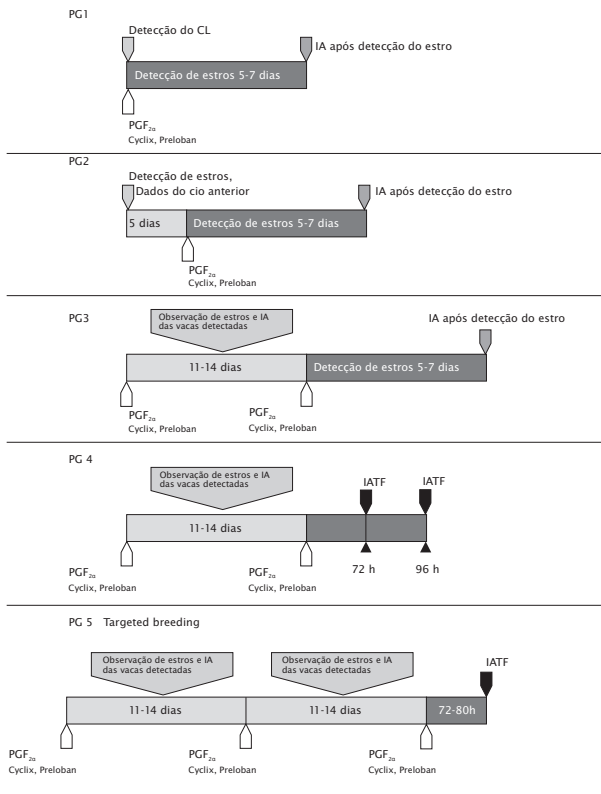 PG1
Detecção do CL
IA após detecção do estro
Detecção de estros 5-7 dias
PGF2α
Cyclix, Preloban
PG2
Detecção de estros,
Dados do cio anterior
IA após detecção do estro
5 dias
Detecção de estros 5-7 dias
PGF2α
Cyclix, Preloban
PG3
Observação de estros e IA
das vacas detectadas
IA após detecção do estro
11-14 dias
Detecção de estros 5-7 dias
PGF2α
Cyclix, Preloban
PGF2α
Cyclix, Preloban
PG 4
Observação de estros e IA
das vacas detectadas
IATF
IATF
11-14 dias
72 h
96 h
PGF2α
Cyclix, Preloban
PGF2α
Cyclix, Preloban
PG 5 Targeted breeding
Observação de estros e IA
das vacas detectadas
Observação de estros e IA
das vacas detectadas
IATF
11-14 dias
11-14 dias
72-80h
PGF2α
Cyclix, Preloban
PGF2α
Cyclix, Preloban
PGF2α
Cyclix, Preloban